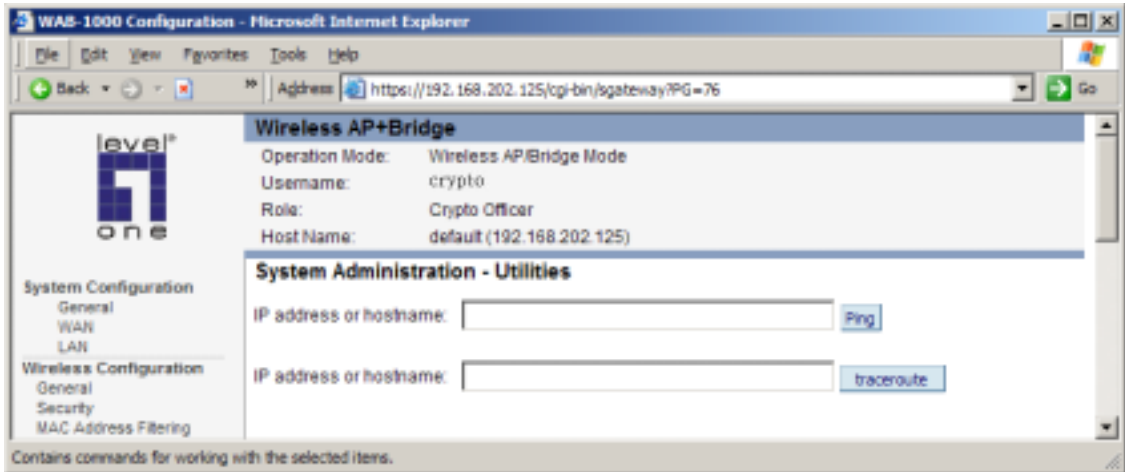 WAB-1000 Configuration - Microsoft Internet Explorer
File Edit View Favorites Tools Help
Back » Address https://192.168.202.125/cgi-bin/sgateway?PG=76 Go
level®
one
Wireless AP+Bridge
Operation Mode: Wireless AP/Bridge Mode
Username: crypto
Role: Crypto Officer
Host Name: default (192.168.202.125)
System Configuration
General
WAN
LAN
Wireless Configuration
General
Security
MAC Address Filtering
System Administration - Utilities
IP address or hostname: Ping
IP address or hostname: traceroute
Contains commands for working with the selected items.